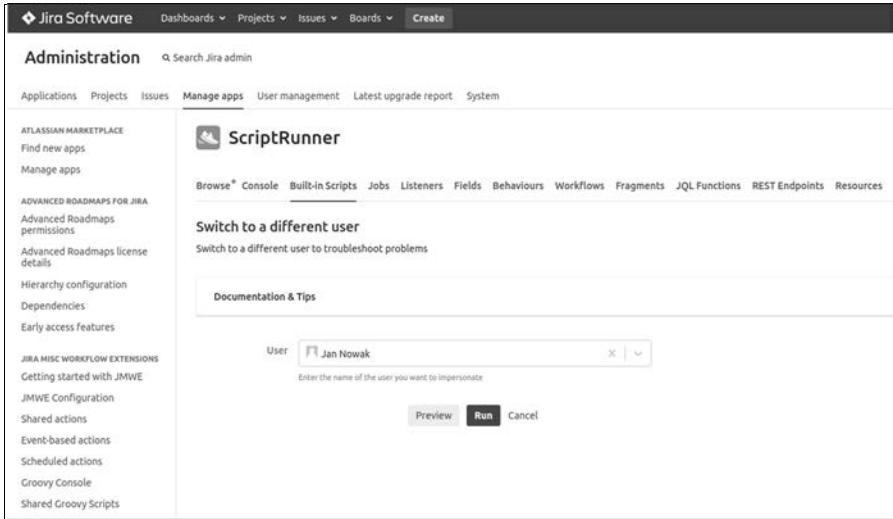 Jira Software Dashboards Projects Issues Boards Create
Administration Search Jira admin
Applications Projects Issues Manage apps User management Latest upgrade report System
ATLASSIAN MARKETPLACE
Find new apps
Manage apps
ADVANCED ROADMAPS FOR JIRA
Advanced Roadmaps
permissions
Advanced Roadmaps license
details
Hierarchy configuration
Dependencies
Early access features
JIRA MISC WORKFLOW EXTENSIONS
Getting started with JMWE
JMWE Configuration
Shared actions
Event-based actions
Scheduled actions
Groovy Console
Shared Groovy Scripts
ScriptRunner
Browse* Console Built-in Scripts Jobs Listeners Fields Behaviours Workflows Fragments JQL Functions REST Endpoints Resources
Switch to a different user
Switch to a different user to troubleshoot problems
Documentation & Tips
User Jan Nowak
Enter the name of the user you want to impersonate
Preview Run Cancel